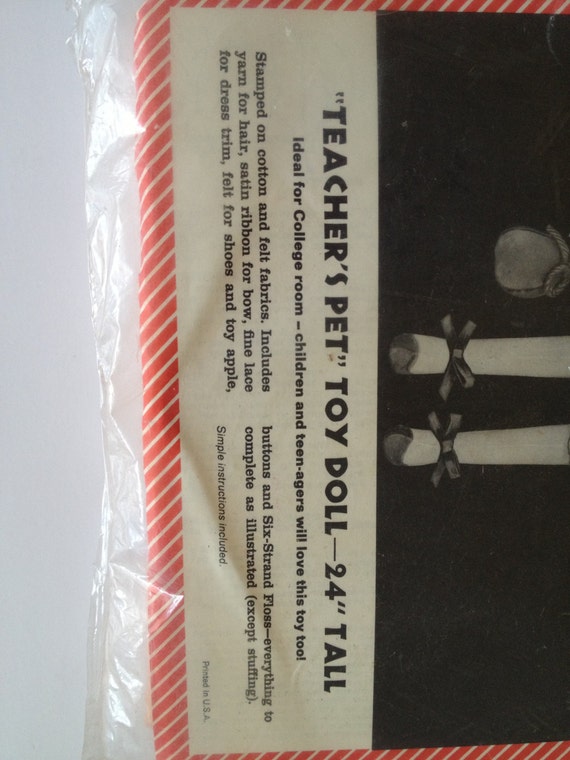 "TEACHER'S PET" TOY DOLL—24" TALL
Ideal for College room – children and teen-agers will love this toy too!
Stamped on cotton and felt fabrics. Includes
yarn for hair, satin ribbon for bow, fine lace
for dress trim, felt for shoes and toy apple,
buttons and Six-Strand Floss—everything to
complete as illustrated (except stuffing).
Simple instructions included.
Printed in U.S.A.